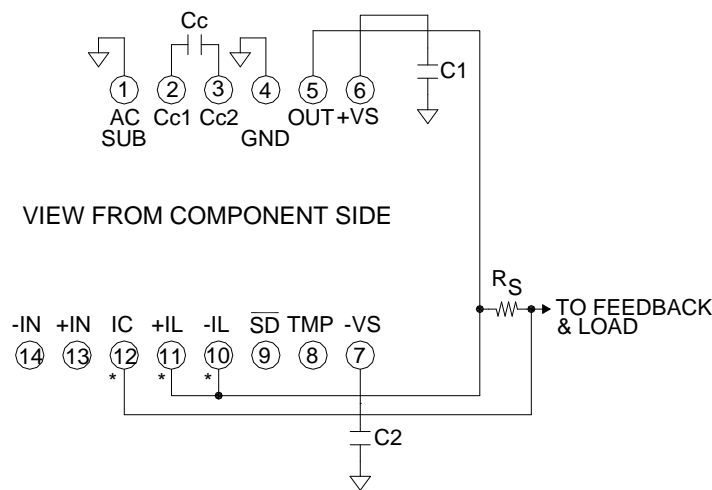 Cc
C1
1 2 3 4 5 6
AC Cc1 Cc2 OUT +VS
SUB GND
VIEW FROM COMPONENT SIDE
RS
TO FEEDBACK
& LOAD
-IN +IN IC +IL -IL SD TMP -VS
14 13 12 11 10 9 8 7
* * *
C2